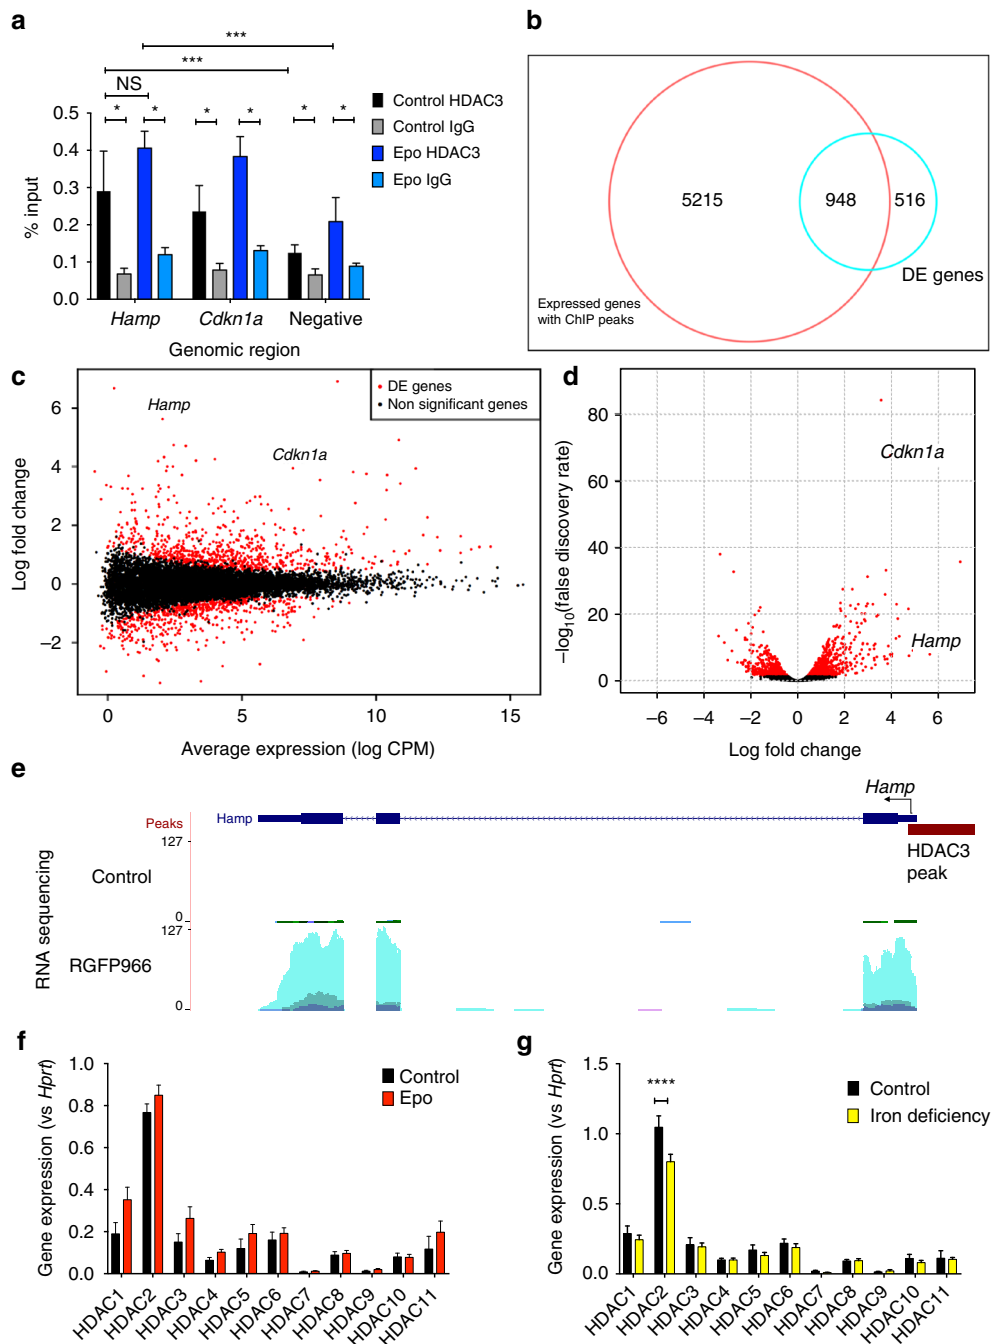 a
***
***
NS
* * * * * *
Control HDAC3
Control IgG
Epo HDAC3
Epo IgG
% input
0.5
0.4
0.3
0.2
0.1
0.0
Hamp Cdkn1a Negative
Genomic region
b
5215 948 516
DE genes
Expressed genes
with ChIP peaks
c
DE genes
Non significant genes
Hamp
Cdkn1a
Log fold change
6
4
2
0
−2
0 5 10 15
Average expression (log CPM)
d
−log10(false discovery rate)
80
60
40
20
0
Cdkn1a
Hamp
−6 −4 −2 0 2 4 6
Log fold change
e
Hamp
Peaks
Hamp
127
HDAC3
peak
RNA sequencing
Control
0
127
RGFP966
0
f
Gene expression (vs Hprt)
1.0
0.8
0.6
0.4
0.2
0.0
Control
Epo
HDAC1 HDAC2 HDAC3 HDAC4 HDAC5 HDAC6 HDAC7 HDAC8 HDAC9 HDAC10 HDAC11
g
Gene expression (vs Hprt)
1.5
1.0
0.5
0.0
****
Control
Iron deficiency
HDAC1 HDAC2 HDAC3 HDAC4 HDAC5 HDAC6 HDAC7 HDAC8 HDAC9 HDAC10 HDAC11